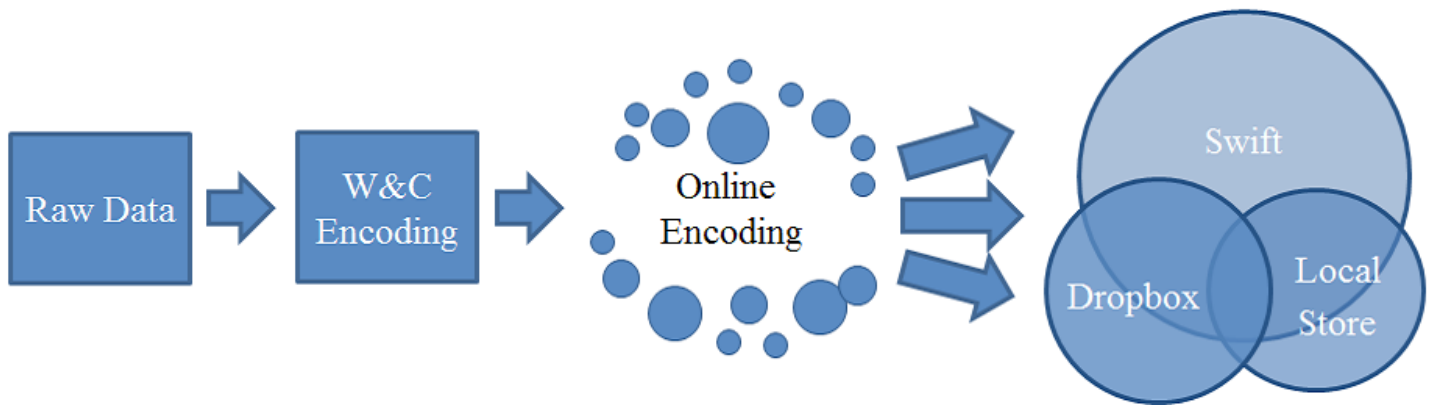 Raw Data
W&C
Encoding
Online
Encoding
Swift
Dropbox
Local
Store